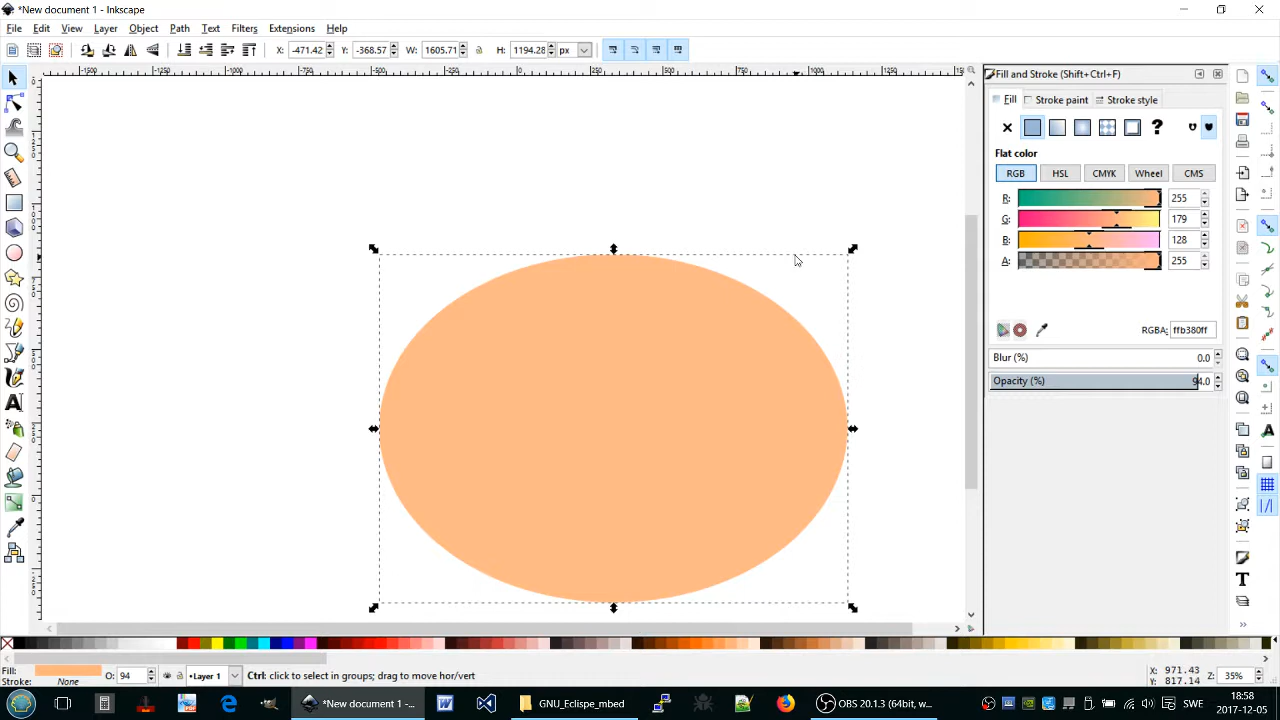 *New document 1 - Inkscape
File Edit View Layer Object Path Text Filters Extensions Help
X: -471.42 Y: -368.57 W: 1605.71 H: 1194.28 px
Fill and Stroke (Shift+Ctrl+F)
Fill Stroke paint Stroke style
Flat color
RGB HSL CMYK Wheel CMS
R: 255
G: 179
B: 128
A: 255
RGBA: ffb380ff
Blur (%) 0.0
Opacity (%) 94.0
Fill: O: 94 •Layer 1 Ctrl: click to select in groups; drag to move hor/vert X: 971.43 Z: 35%
Stroke: None Y: 817.14
*New document 1 -... GNU_Eclispe_mbed OBS 20.1.3 (64bit, w... SWE 18:58
2017-12-05